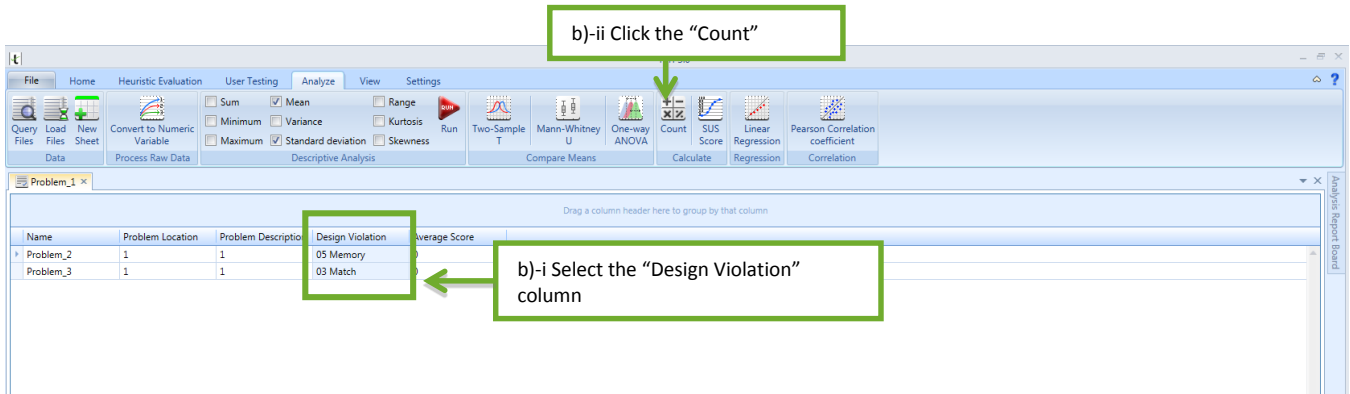 b)-ii Click the “Count”
File Home Heuristic Evaluation User Testing Analyze View Settings
Sum Mean Range
Minimum Variance Kurtosis
Maximum Standard deviation Skewness
Query Files
Load Files
New Sheet
Convert to Numeric Variable
Run
Two-Sample T
Mann-Whitney U
One-way ANOVA
Count
SUS Score
Linear Regression
Pearson Correlation coefficient
Data Process Raw Data Descriptive Analysis Compare Means Calculate Regression Correlation
Problem_1
Analysis Report Board
Drag a column header here to group by that column
Name Problem Location Problem Description Design Violation Average Score
Problem_2 1 1 05 Memory
Problem_3 1 1 03 Match
b)-i Select the “Design Violation”
column